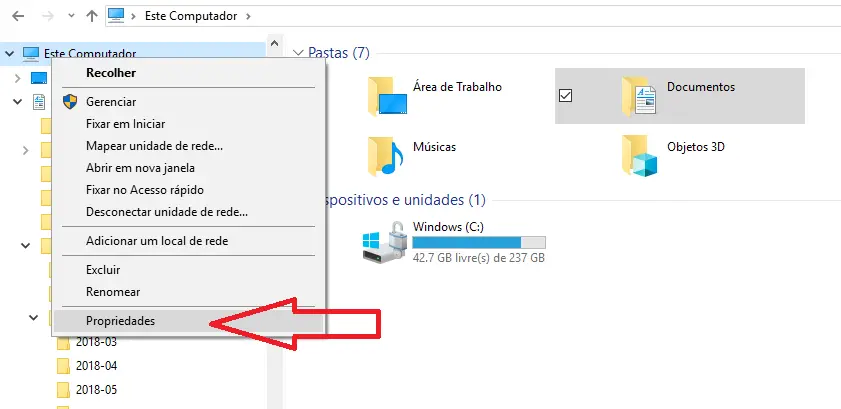 Este Computador
Este Computador
Recolher
Gerenciar
Fixar em Iniciar
Mapear unidade de rede...
Abrir em nova janela
Fixar no Acesso rápido
Desconectar unidade de rede...
Adicionar um local de rede
Excluir
Renomear
Propriedades
2018-03
2018-04
2018-05
Pastas (7)
Área de Trabalho
Documentos
Músicas
Objetos 3D
spositivos e unidades (1)
Windows (C:)
42.7 GB livre(s) de 237 GB